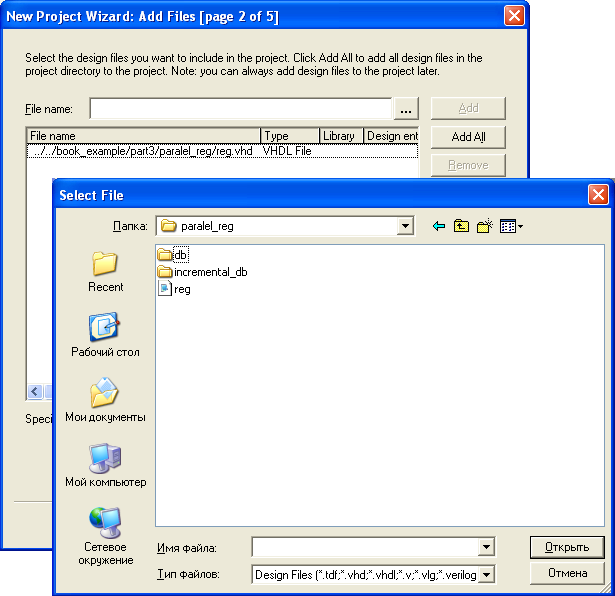 New Project Wizard: Add Files [page 2 of 5]
Select the design files you want to include in the project. Click Add All to add all design files in the
project directory to the project. Note: you can always add design files to the project later.
File name:
...
Add
File name Type Library Design ent
Add All
../../book_example/part3/paralel_reg/reg.vhd VHDL File
Remove
Speci
Select File
Папка: paralel_reg
db
incremental_db
reg
Recent
Рабочий стол
Мои документы
Мой компьютер
Сетевое
окружение
Имя файла:
Открыть
Тип файлов: Design Files (*.tdf;*.vhd;*.vhdl;*.v;*.vlg;*.verilog
Отмена